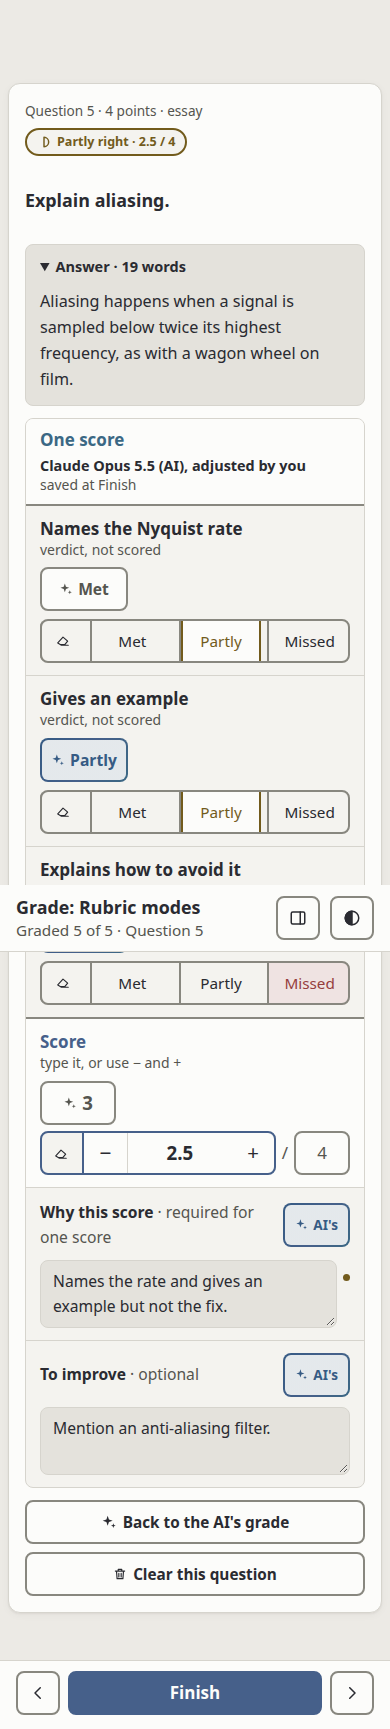 Question 5 · 4 points · essay
Partly right · 2.5 / 4
Explain aliasing.
Answer · 19 words
Aliasing happens when a signal is
sampled below twice its highest
frequency, as with a wagon wheel on
film.
One score
Claude Opus 5.5 (AI), adjusted by you
saved at Finish
Names the Nyquist rate
verdict, not scored
Met
Met Partly Missed
Gives an example
verdict, not scored
Partly
Met Partly Missed
Explains how to avoid it
Grade: Rubric modes
Graded 5 of 5 · Question 5
Met Partly Missed
Score
type it, or use − and +
3
− 2.5 + / 4
Why this score · required for
one score
AI's
Names the rate and gives an
example but not the fix.
To improve · optional
AI's
Mention an anti-aliasing filter.
Back to the AI's grade
Clear this question
Finish